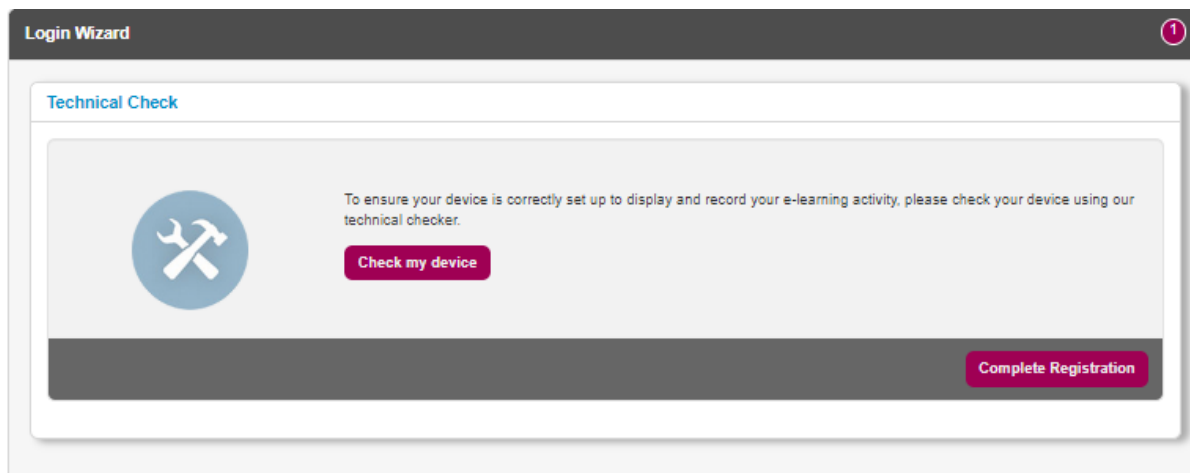 Login Wizard
1
Technical Check
To ensure your device is correctly set up to display and record your e-learning activity, please check your device using our
technical checker.
Check my device
Complete Registration